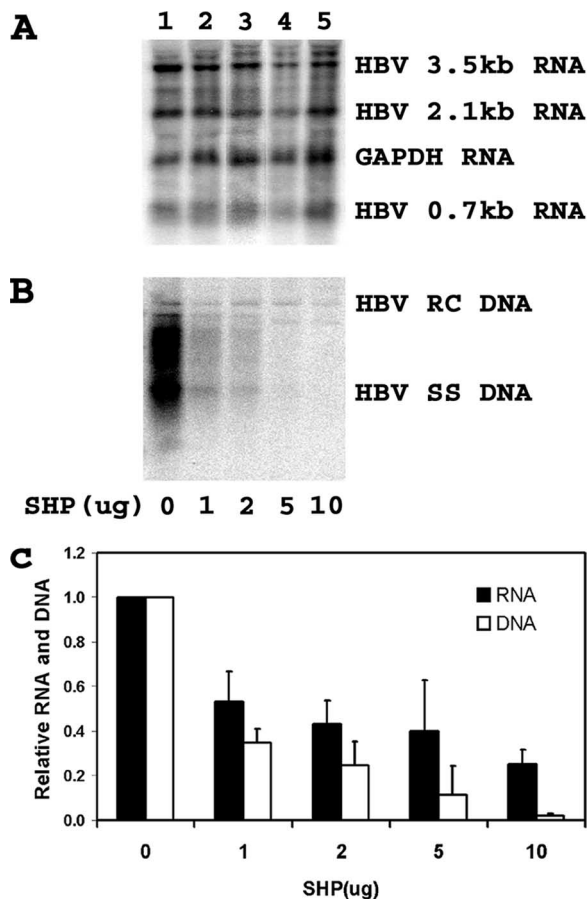 A
1 2 3 4 5
HBV 3.5kb RNA
HBV 2.1kb RNA
GAPDH RNA
HBV 0.7kb RNA
B
HBV RC DNA
HBV SS DNA
SHP(ug) 0 1 2 5 10
C
Relative RNA and DNA
1.2
1.0
0.8
0.6
0.4
0.2
0.0
RNA
DNA
0 1 2 5 10
SHP(ug)